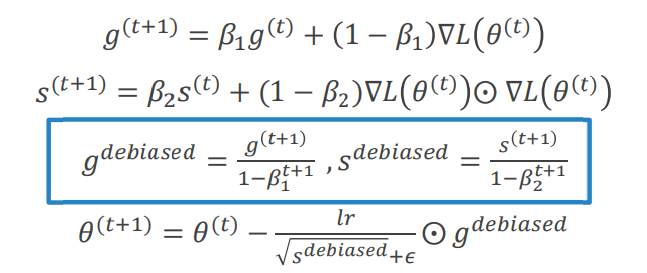 g^(t+1) = β₁g^(t) + (1 − β₁)∇L(θ^(t))
s^(t+1) = β₂s^(t) + (1 − β₂)∇L(θ^(t))⊙ ∇L(θ^(t))
g^debiased = g^(t+1) / 1−β₁^t+1 , s^debiased = s^(t+1) / 1−β₂^t+1
θ^(t+1) = θ^(t) − lr / √s^debiased+ϵ ⊙ g^debiased